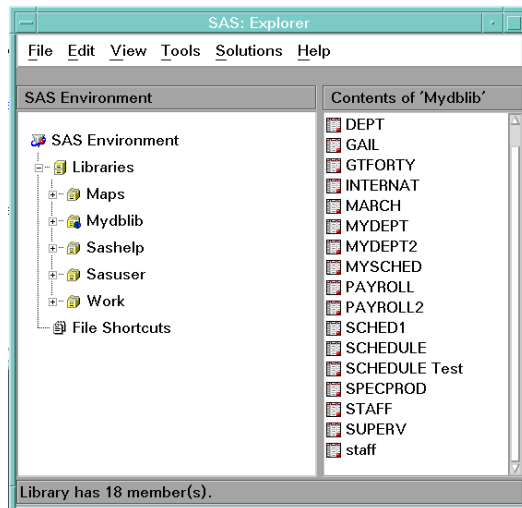 SAS: Explorer
File Edit View Tools Solutions Help
SAS Environment
Contents of 'Mydblib'
SAS Environment
Libraries
Maps
Mydblib
Sashelp
Sasuser
Work
File Shortcuts
DEPT
GAIL
GTFORTY
INTERNAT
MARCH
MYDEPT
MYDEPT2
MYSCHED
PAYROLL
PAYROLL2
SCHED1
SCHEDULE
SCHEDULE Test
SPECPROD
STAFF
SUPERV
staff
Library has 18 member(s).